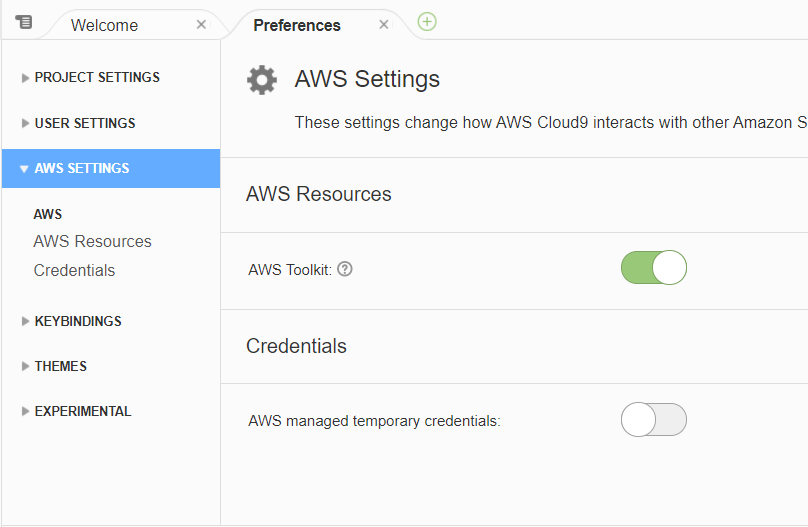 Welcome
Preferences
PROJECT SETTINGS
USER SETTINGS
AWS SETTINGS
AWS
AWS Resources
Credentials
KEYBINDINGS
THEMES
EXPERIMENTAL
AWS Settings
These settings change how AWS Cloud9 interacts with other Amazon S
AWS Resources
AWS Toolkit: ?
Credentials
AWS managed temporary credentials: